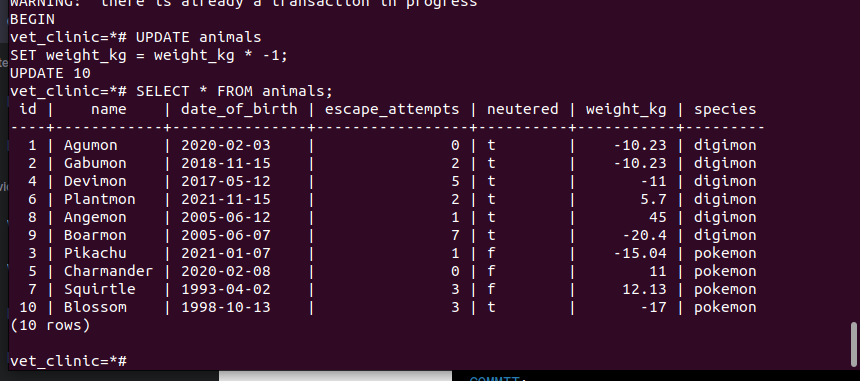 WARNING:  there is already a transaction in progress
BEGIN
vet_clinic=*# UPDATE animals
SET weight_kg = weight_kg * -1;
UPDATE 10
vet_clinic=*# SELECT * FROM animals;
 id |    name    | date_of_birth | escape_attempts | neutered | weight_kg | species
----+------------+---------------+-----------------+----------+-----------+---------
  1 | Agumon     | 2020-02-03    |               0 | t        |    -10.23 | digimon
  2 | Gabumon    | 2018-11-15    |               2 | t        |    -10.23 | digimon
  4 | Devimon    | 2017-05-12    |               5 | t        |       -11 | digimon
  6 | Plantmon   | 2021-11-15    |               2 | t        |       5.7 | digimon
  8 | Angemon    | 2005-06-12    |               1 | t        |        45 | digimon
  9 | Boarmon    | 2005-06-07    |               7 | t        |     -20.4 | digimon
  3 | Pikachu    | 2021-01-07    |               1 | f        |    -15.04 | pokemon
  5 | Charmander | 2020-02-08    |               0 | f        |        11 | pokemon
  7 | Squirtle   | 1993-04-02    |               3 | f        |     12.13 | pokemon
 10 | Blossom    | 1998-10-13    |               3 | t        |       -17 | pokemon
(10 rows)
vet_clinic=*#
COMMIT;